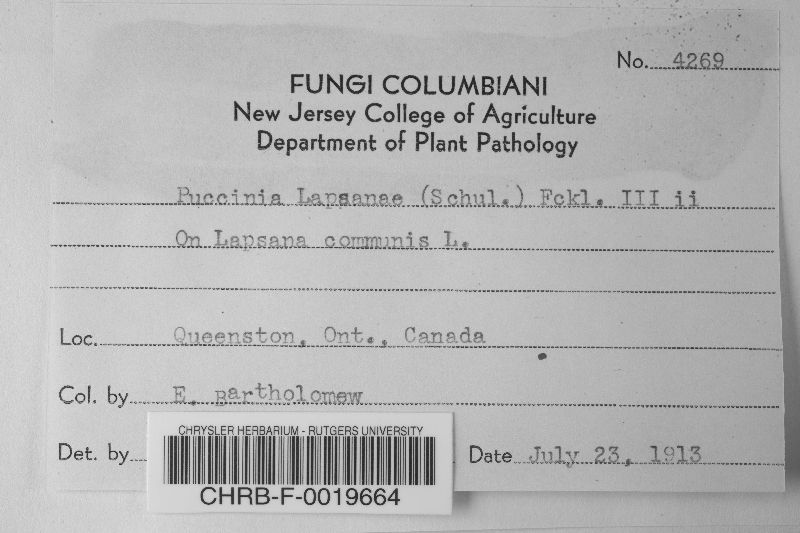 No. 4269
FUNGI COLUMBIANI
New Jersey College of Agriculture
Department of Plant Pathology
Puccinia Lapsanae (Schul.) Fckl. III ii
On Lapsana communis L.
Loc. Queenston, Ont., Canada
Col. by E. Bartholomew
Det. by
Date July 23, 1913
CHRYSLER HERBARIUM - RUTGERS UNIVERSITY
CHRB-F-0019664